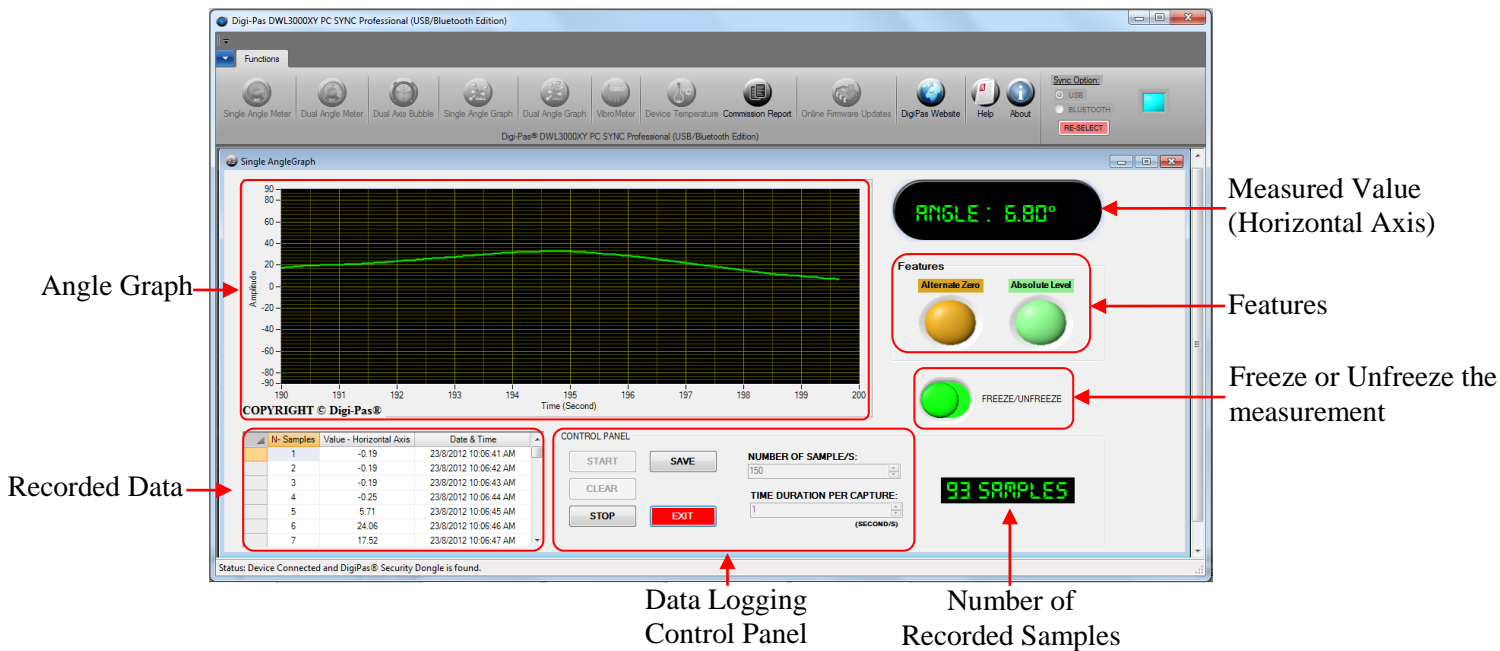 Digi-Pas DWL3000XY PC SYNC Professional (USB/Bluetooth Edition)
Functions
Single Angle Meter
Dual Angle Meter
Dual Axis Bubble
Single Angle Graph
Dual Angle Graph
VibroMeter
Device Temperature
Commission Report
Online Firmware Updates
DigiPas Website
Help
About
Sync Option:
USB
BLUETOOTH
RE-SELECT
Digi-Pas® DWL3000XY PC SYNC Professional (USB/Bluetooth Edition)
Single AngleGraph
90
80
60
40
20
0
-20
-40
-60
-80
-90
Amplitude
190 191 192 193 194 195 196 197 198 199 200
Time (Second)
COPYRIGHT © Digi-Pas®
ANGLE: 6.80°
Features
Alternate Zero
Absolute Level
FREEZE/UNFREEZE
N- Samples Value - Horizontal Axis Date & Time
1 -0.19 23/8/2012 10:06:41 AM
2 -0.19 23/8/2012 10:06:42 AM
3 -0.19 23/8/2012 10:06:43 AM
4 -0.25 23/8/2012 10:06:44 AM
5 5.71 23/8/2012 10:06:45 AM
6 24.06 23/8/2012 10:06:46 AM
7 17.52 23/8/2012 10:06:47 AM
CONTROL PANEL
START
SAVE
CLEAR
STOP
EXIT
NUMBER OF SAMPLE/S:
150
TIME DURATION PER CAPTURE:
1
(SECOND/S)
93 SAMPLES
Status: Device Connected and DigiPas® Security Dongle is found.
Angle Graph
Recorded Data
Measured Value
(Horizontal Axis)
Features
Freeze or Unfreeze the
measurement
Data Logging
Control Panel
Number of
Recorded Samples